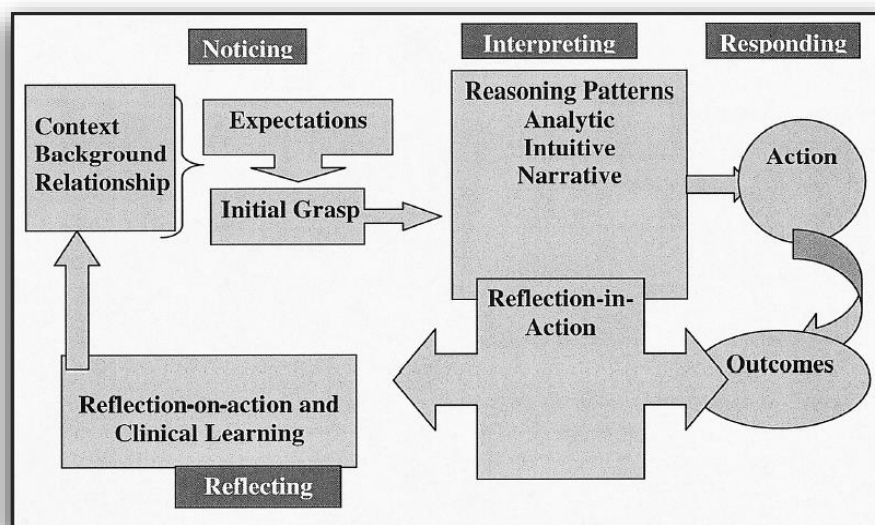 Noticing
Interpreting
Responding
Context
Background
Relationship
Expectations
Initial Grasp
Reasoning Patterns
Analytic
Intuitive
Narrative
Action
Reflection-in-
Action
Outcomes
Reflection-on-action and
Clinical Learning
Reflecting